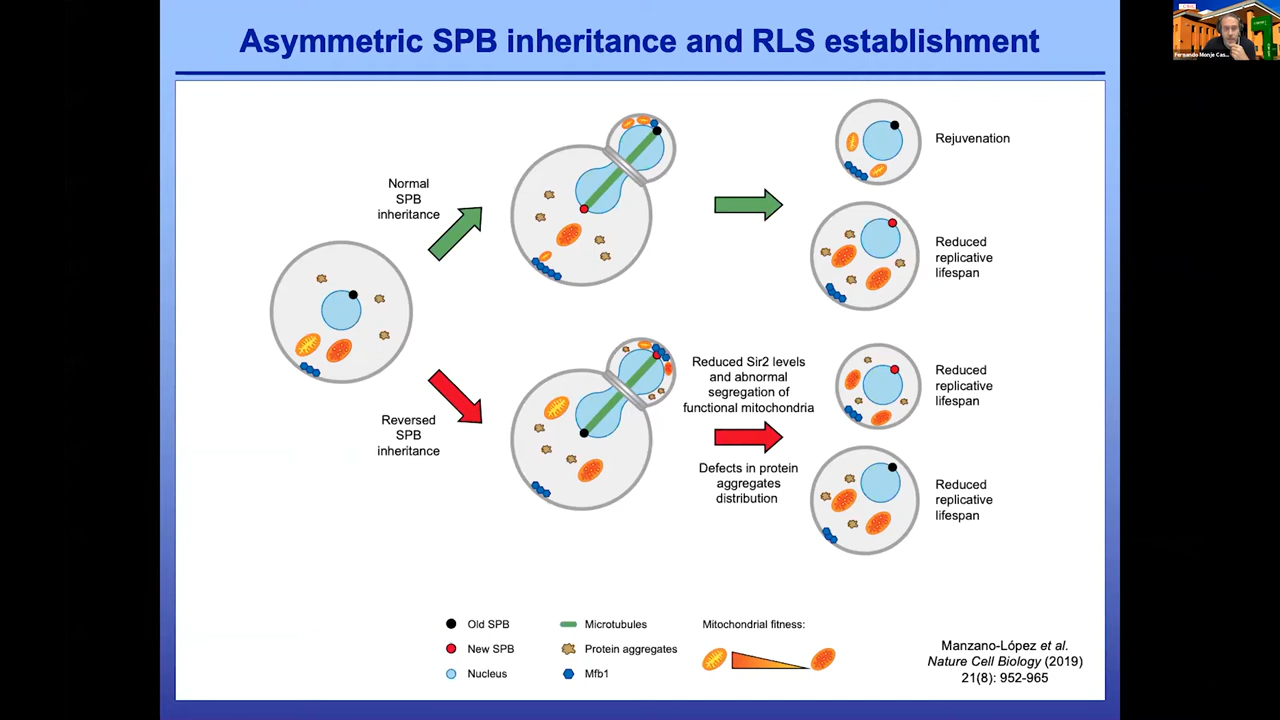 Asymmetric SPB inheritance and RLS establishment
Fernando Monje Cas...
Normal
SPB
inheritance
Rejuvenation
Reduced
replicative
lifespan
Reversed
SPB
inheritance
Reduced Sir2 levels
and abnormal
segregation of
functional mitochondria
Defects in protein
aggregates
distribution
Reduced
replicative
lifespan
Reduced
replicative
lifespan
Old SPB
New SPB
Nucleus
Microtubules
Protein aggregates
Mfb1
Mitochondrial fitness:
Manzano-López et al.
Nature Cell Biology (2019)
21(8): 952-965